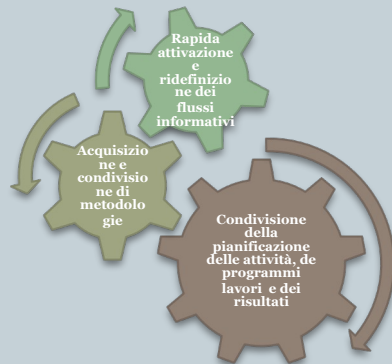 Rapida
attivazione
e
ridefinizio
ne dei
flussi
informativi
Acquisizio
ne e
condivisio
ne di
metodolo
gie
Condivisione
della
pianificazione
delle attività, de
programmi
lavori e dei
risultati